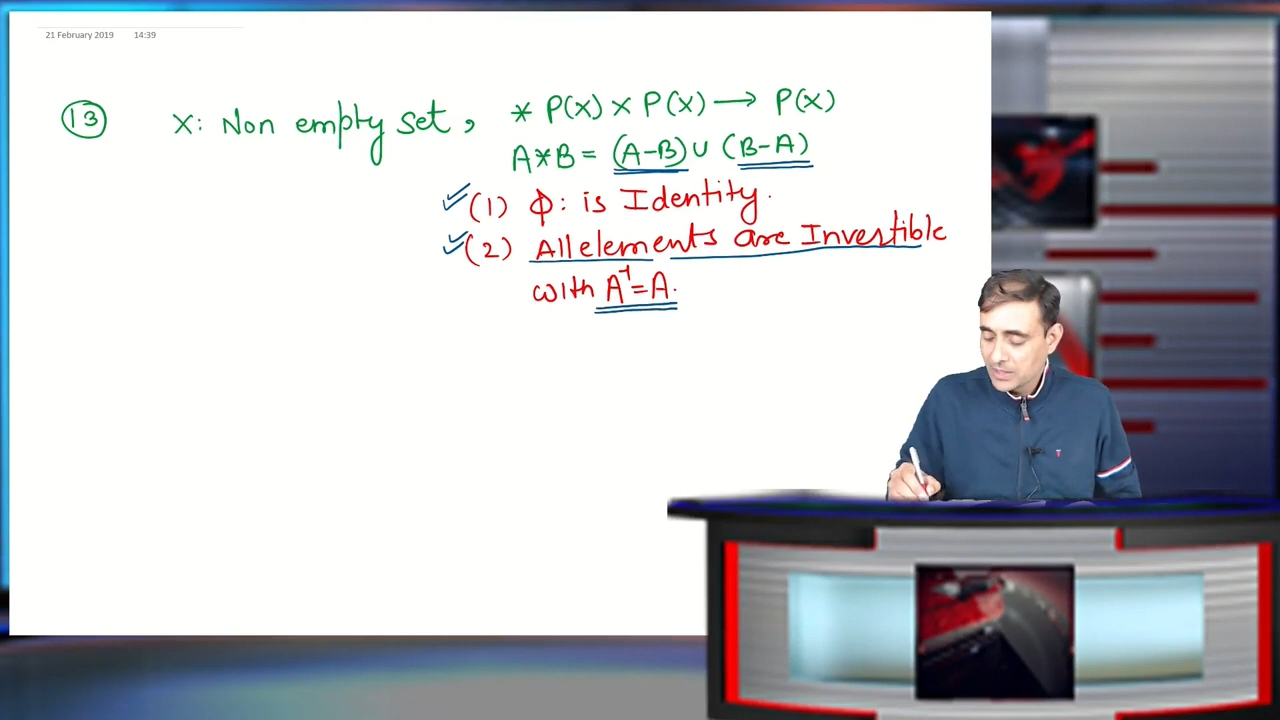 21 February 2019 14:39
(13) X: Non empty set, * P(X) × P(X) → P(X)
A*B = (A-B) ∪ (B-A)
(1) Φ: is Identity.
(2) All elements are Invertible
with A⁻¹=A.